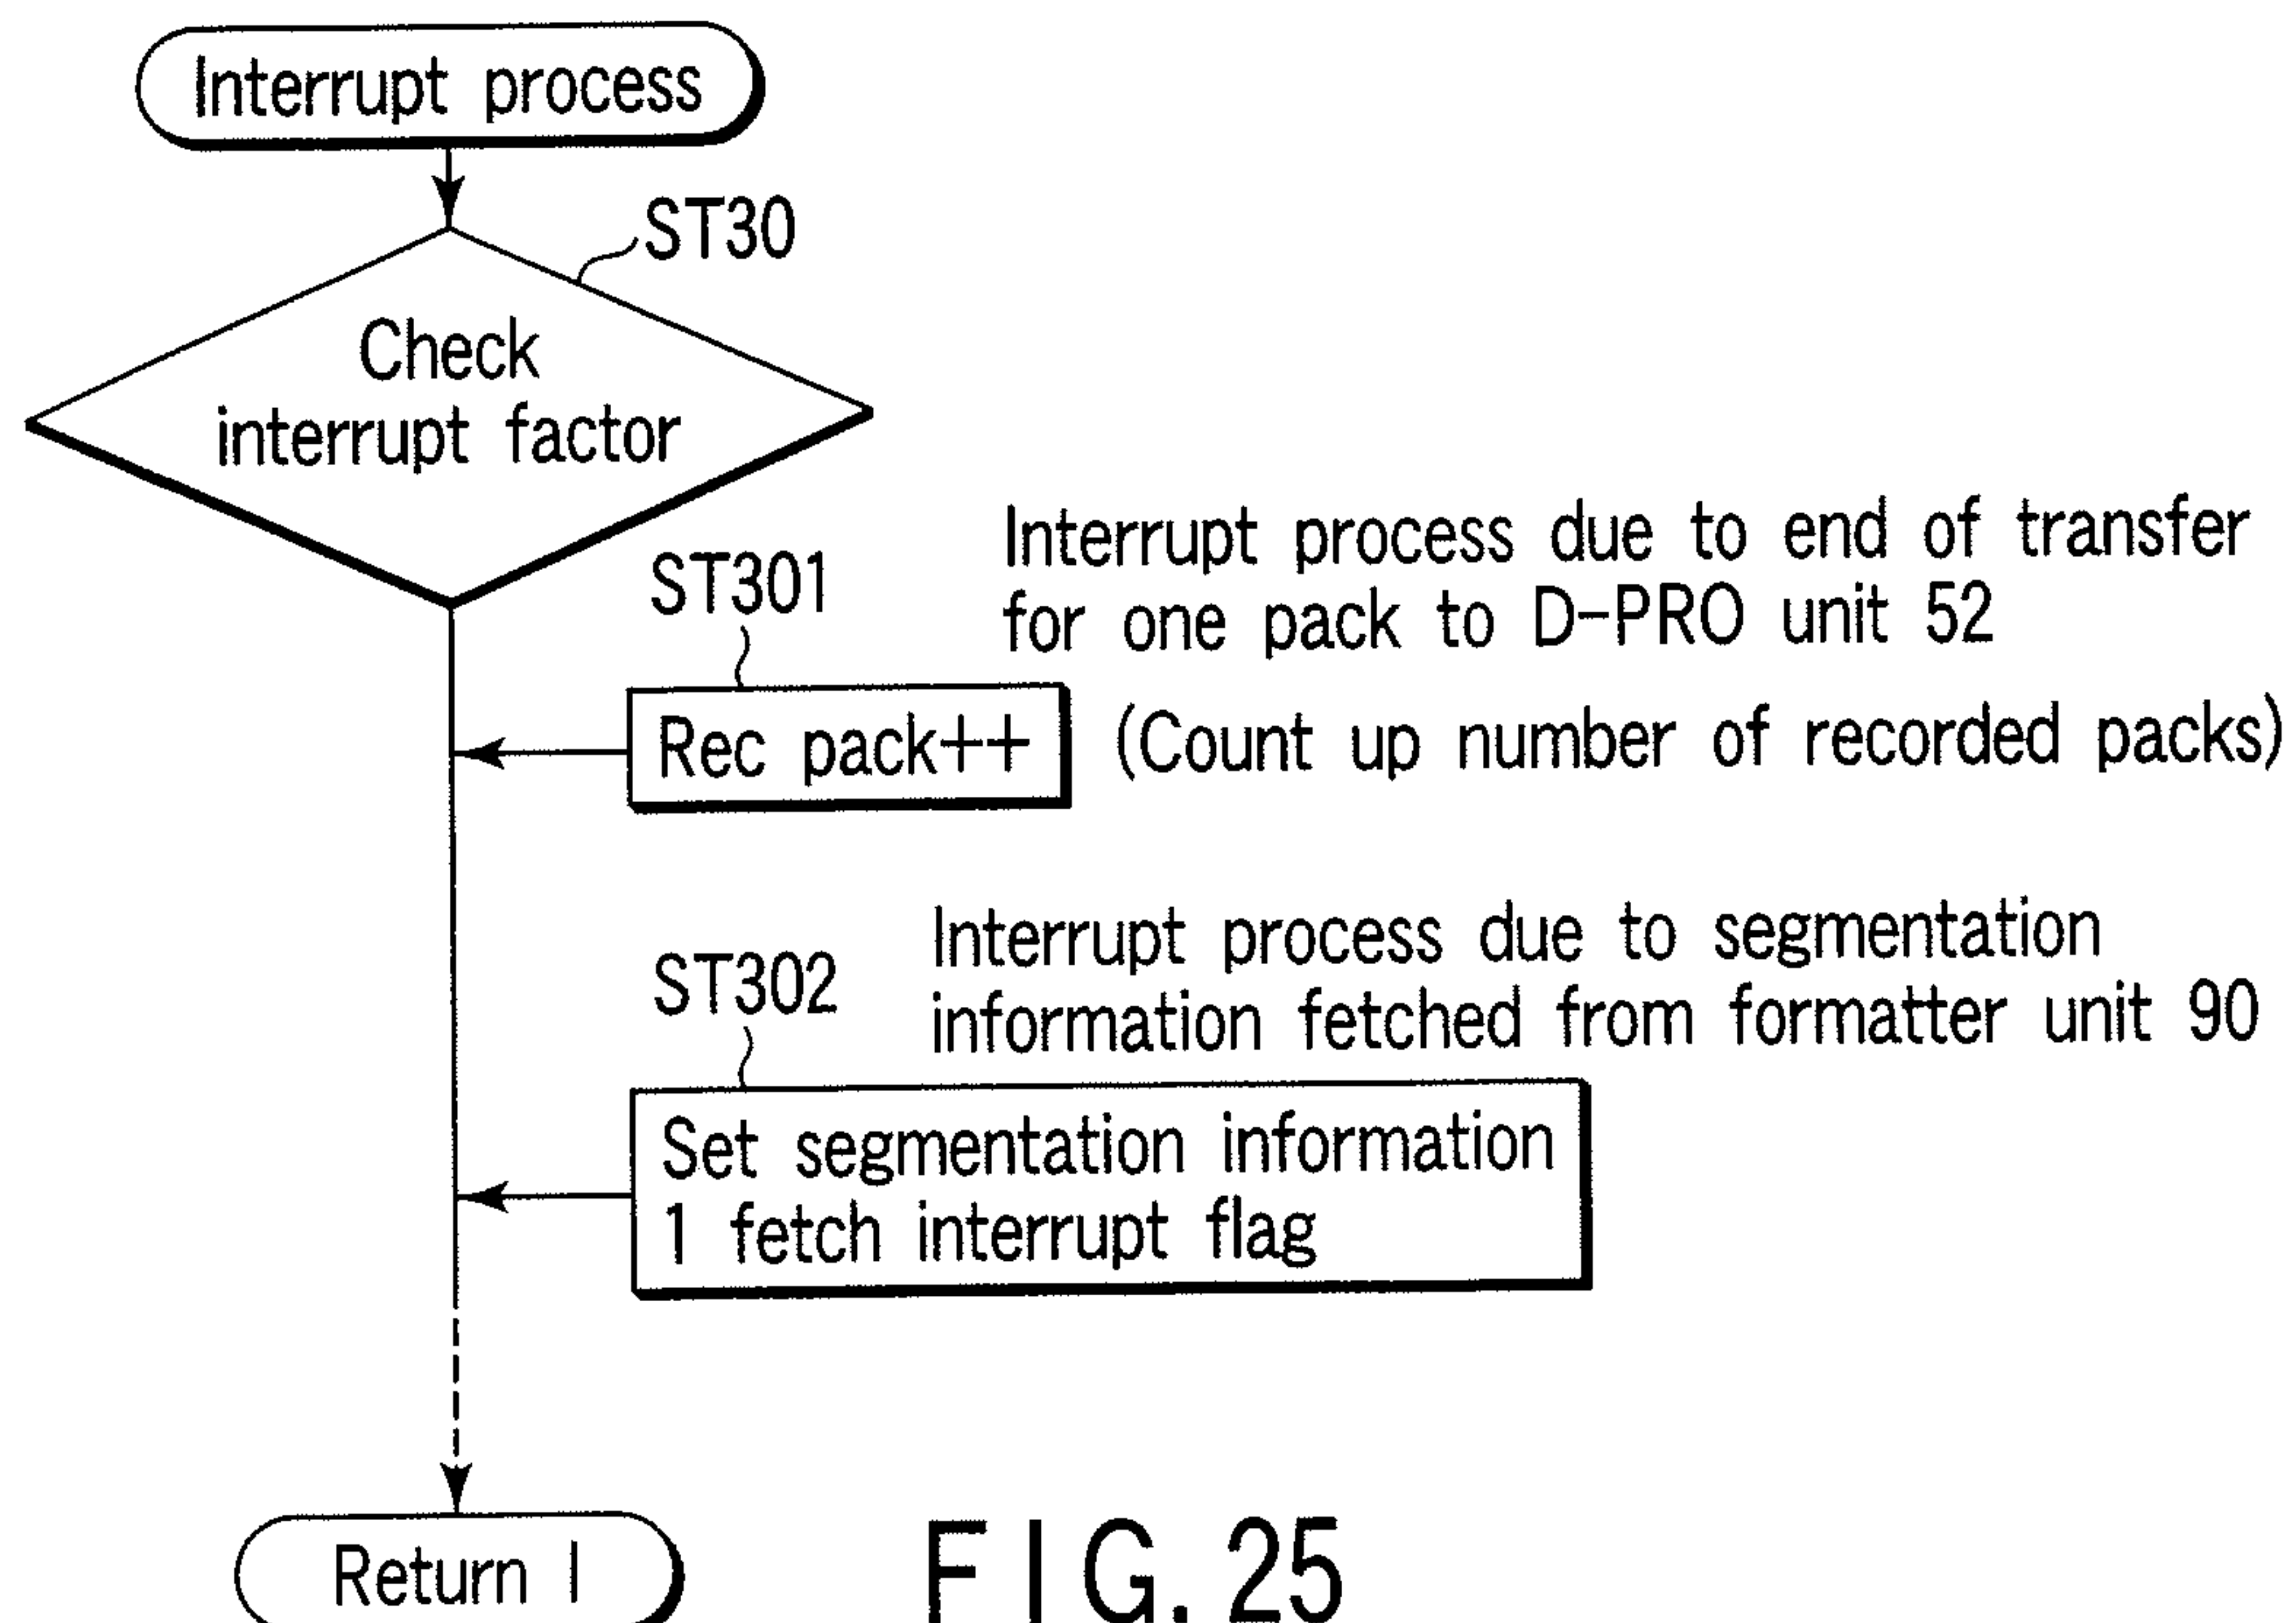 Interrupt process
ST30
Check
interrupt factor
Interrupt process due to end of transfer
for one pack to D-PRO unit 52
ST301
Rec pack++
(Count up number of recorded packs)
Interrupt process due to segmentation
information fetched from formatter unit 90
ST302
Set segmentation information
1 fetch interrupt flag
Return I
FIG. 25